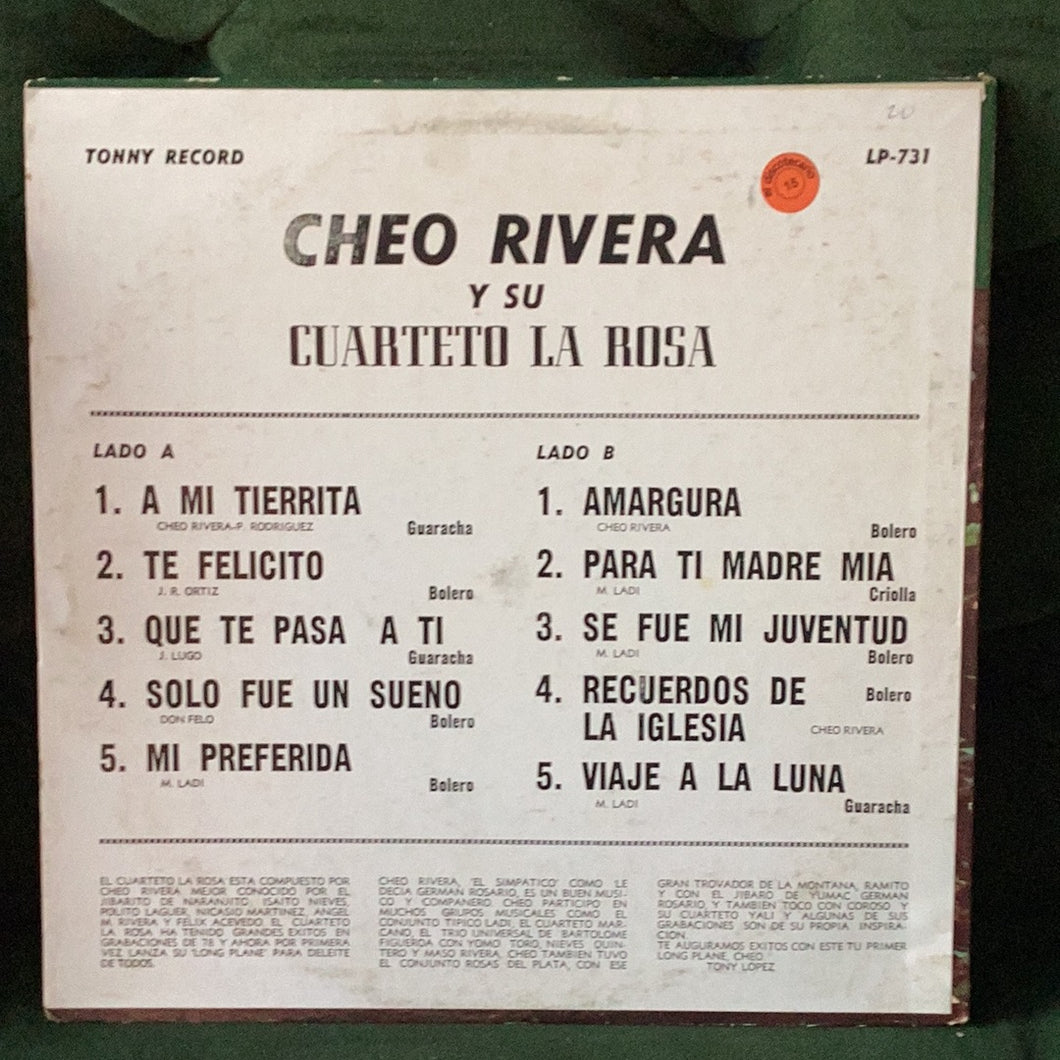 20
TONNY RECORD
LP-731
el discotecario
15
CHEO RIVERA
Y SU
CUARTETO LA ROSA
LADO A
1. A MI TIERRITA
CHEO RIVERA-P. RODRIGUEZ
Guaracha
2. TE FELICITO
J. R. ORTIZ
Bolero
3. QUE TE PASA A TI
J. LUGO
Guaracha
4. SOLO FUE UN SUENO
DON FELO
Bolero
5. MI PREFERIDA
M. LADI
Bolero
LADO B
1. AMARGURA
CHEO RIVERA
Bolero
2. PARA TI MADRE MIA
M. LADI
Criolla
3. SE FUE MI JUVENTUD
M. LADI
Bolero
4. RECUERDOS DE
Bolero
LA IGLESIA
CHEO RIVERA
5. VIAJE A LA LUNA
M. LADI
Guaracha
EL CUARTETO LA ROSA ESTA COMPUESTO POR
CHEO RIVERA MEJOR CONOCIDO POR EL
JIBARITO DE NARANJITO, ISAITO NIEVES,
POLITO LAGUER, NICASIO MARTINEZ, ANGEL
M. RIVERA Y FELIX ACEVEDO. EL CUARTETO
LA ROSA HA TENIDO GRANDES EXITOS EN
GRABACIONES DE 78 Y AHORA POR PRIMERA
VEZ LANZA SU 'LONG PLANE' PARA DELEITE
DE TODOS.
CHEO RIVERA, 'EL SIMPATICO' COMO LE
DECIA GERMAN ROSARIO, ES UN BUEN MUSI-
CO Y COMPANERO. CHEO PARTICIPO EN
MUCHOS GRUPOS MUSICALES COMO EL
CONJUNTO TIPICO LADI, EL CUARTETO MAR-
CANO, EL TRIO UNIVERSAL DE BARTOLOME
FIGUEROA CON YOMO TORO, NIEVES QUIN-
TERO Y MASO RIVERA. CHEO TAMBIEN TUVO
EL CONJUNTO ROSAS DEL PLATA, CON ESE
GRAN TROVADOR DE LA MONTANA, RAMITO
Y CON EL JIBARO DE YUMAC GERMAN
ROSARIO, Y TAMBIEN TOCO CON COROSO Y
SU CUARTETO YALI Y ALGUNAS DE SUS
GRABACIONES SON DE SU PROPIA INSPIRA-
CION.
TE AUGURAMOS EXITOS CON ESTE TU PRIMER
LONG PLANE, CHEO
TONY LOPEZ